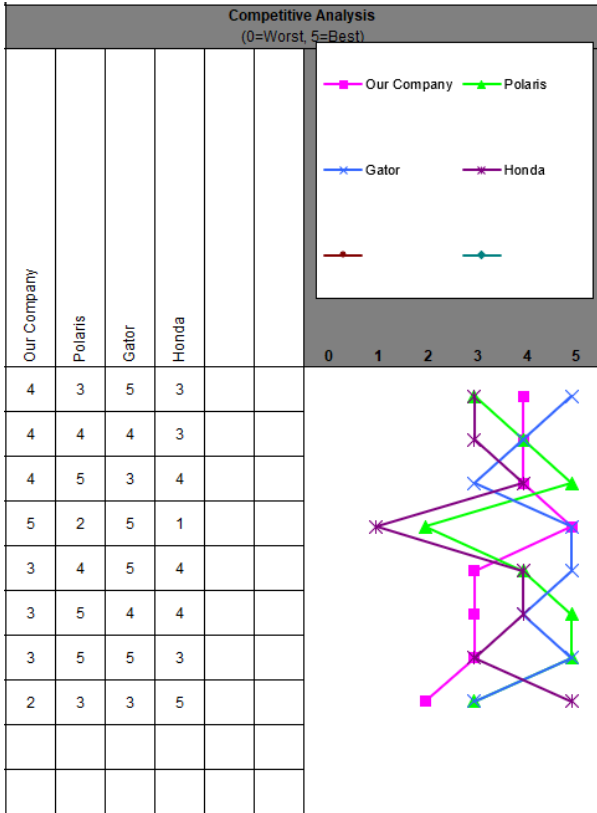 Competitive Analysis
(0=Worst, 5=Best)
Our Company Polaris
Gator Honda
Our Company Polaris Gator Honda
0 1 2 3 4 5
4 3 5 3
4 4 4 3
4 5 3 4
5 2 5 1
3 4 5 4
3 5 4 4
3 5 5 3
2 3 3 5